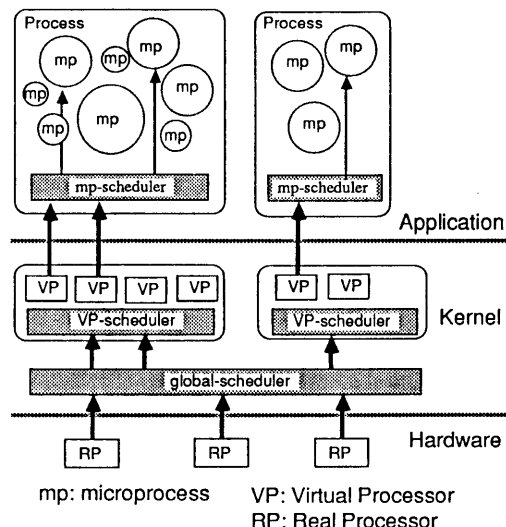 Process
Process
mp
mp
mp
mp
mp
mp
mp
mp
mp
mp
mp
mp-scheduler
mp-scheduler
Application
VP VP VP VP
VP VP
VP-scheduler
VP-scheduler
Kernel
global-scheduler
Hardware
RP
RP
RP
mp: microprocess
VP: Virtual Processor
RP: Real Processor